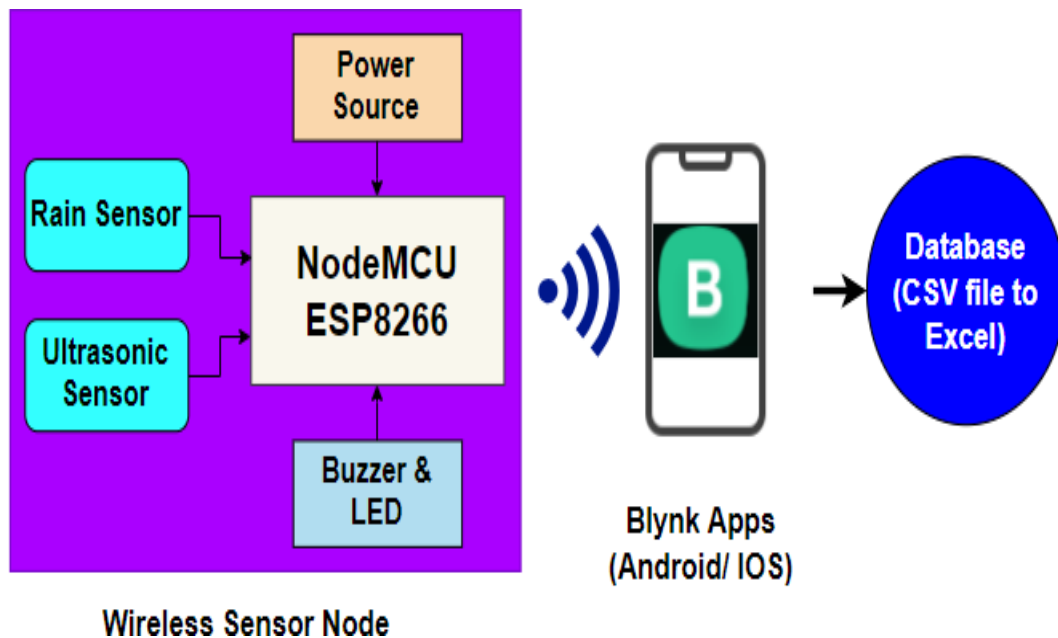 Power
Source
Rain Sensor
NodeMCU
ESP8266
Ultrasonic
Sensor
Buzzer &
LED
Wireless Sensor Node
B
Blynk Apps
(Android/ IOS)
Database
(CSV file to
Excel)